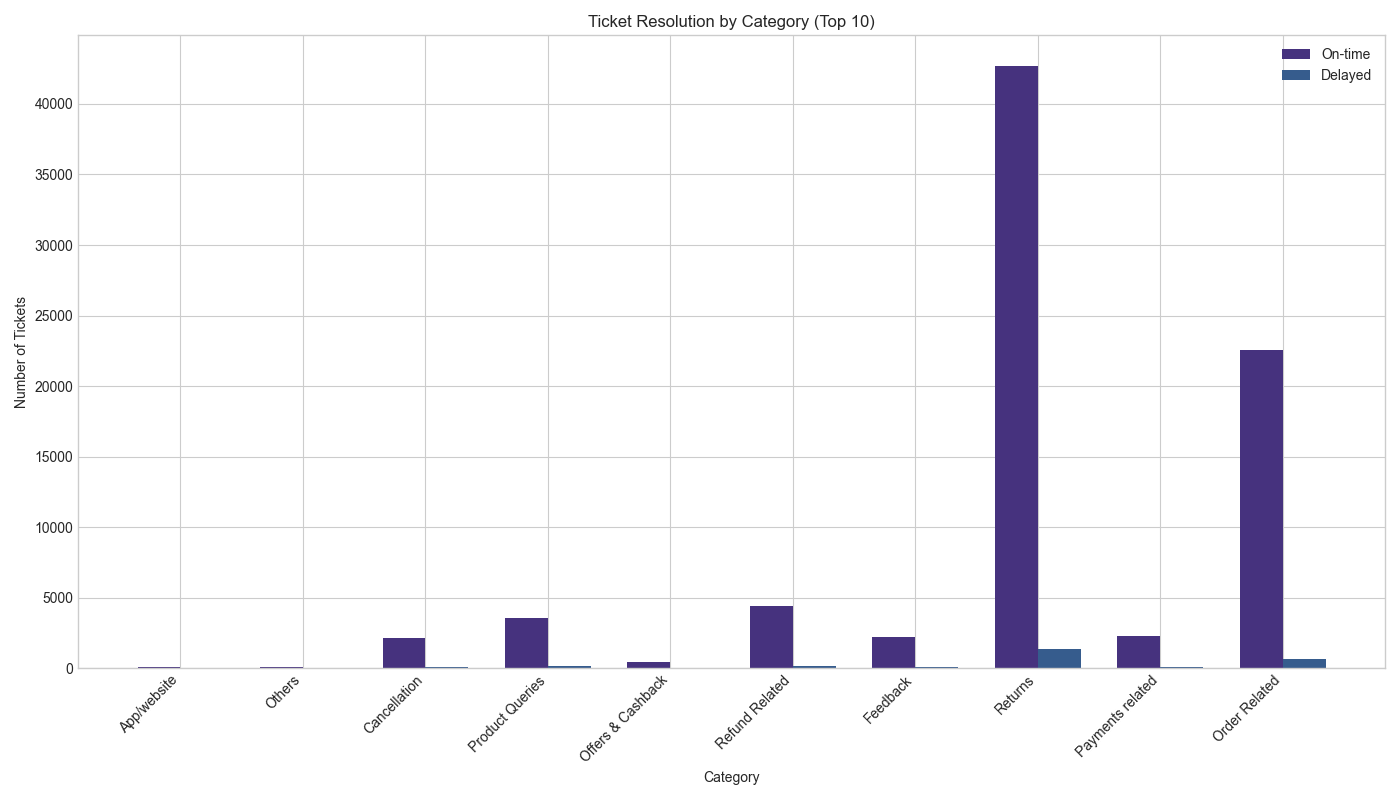 Ticket Resolution by Category (Top 10)
On-time
Delayed
Number of Tickets
40000
35000
30000
25000
20000
15000
10000
5000
0
App/website
Others
Cancellation
Product Queries
Offers & Cashback
Refund Related
Feedback
Returns
Payments related
Order Related
Category